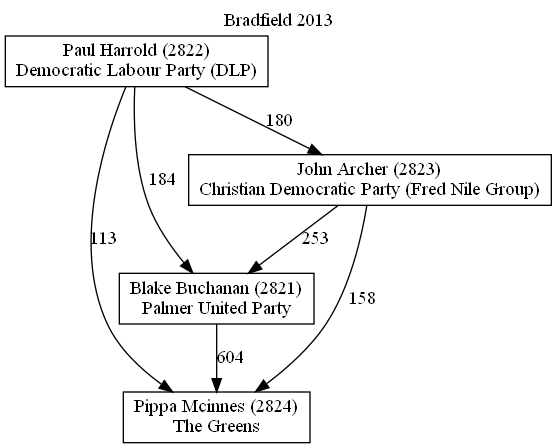 Bradfield 2013
Paul Harrold (2822)
Democratic Labour Party (DLP)
180
John Archer (2823)
Christian Democratic Party (Fred Nile Group)
184
113
253
Blake Buchanan (2821)
Palmer United Party
158
604
Pippa Mcinnes (2824)
The Greens